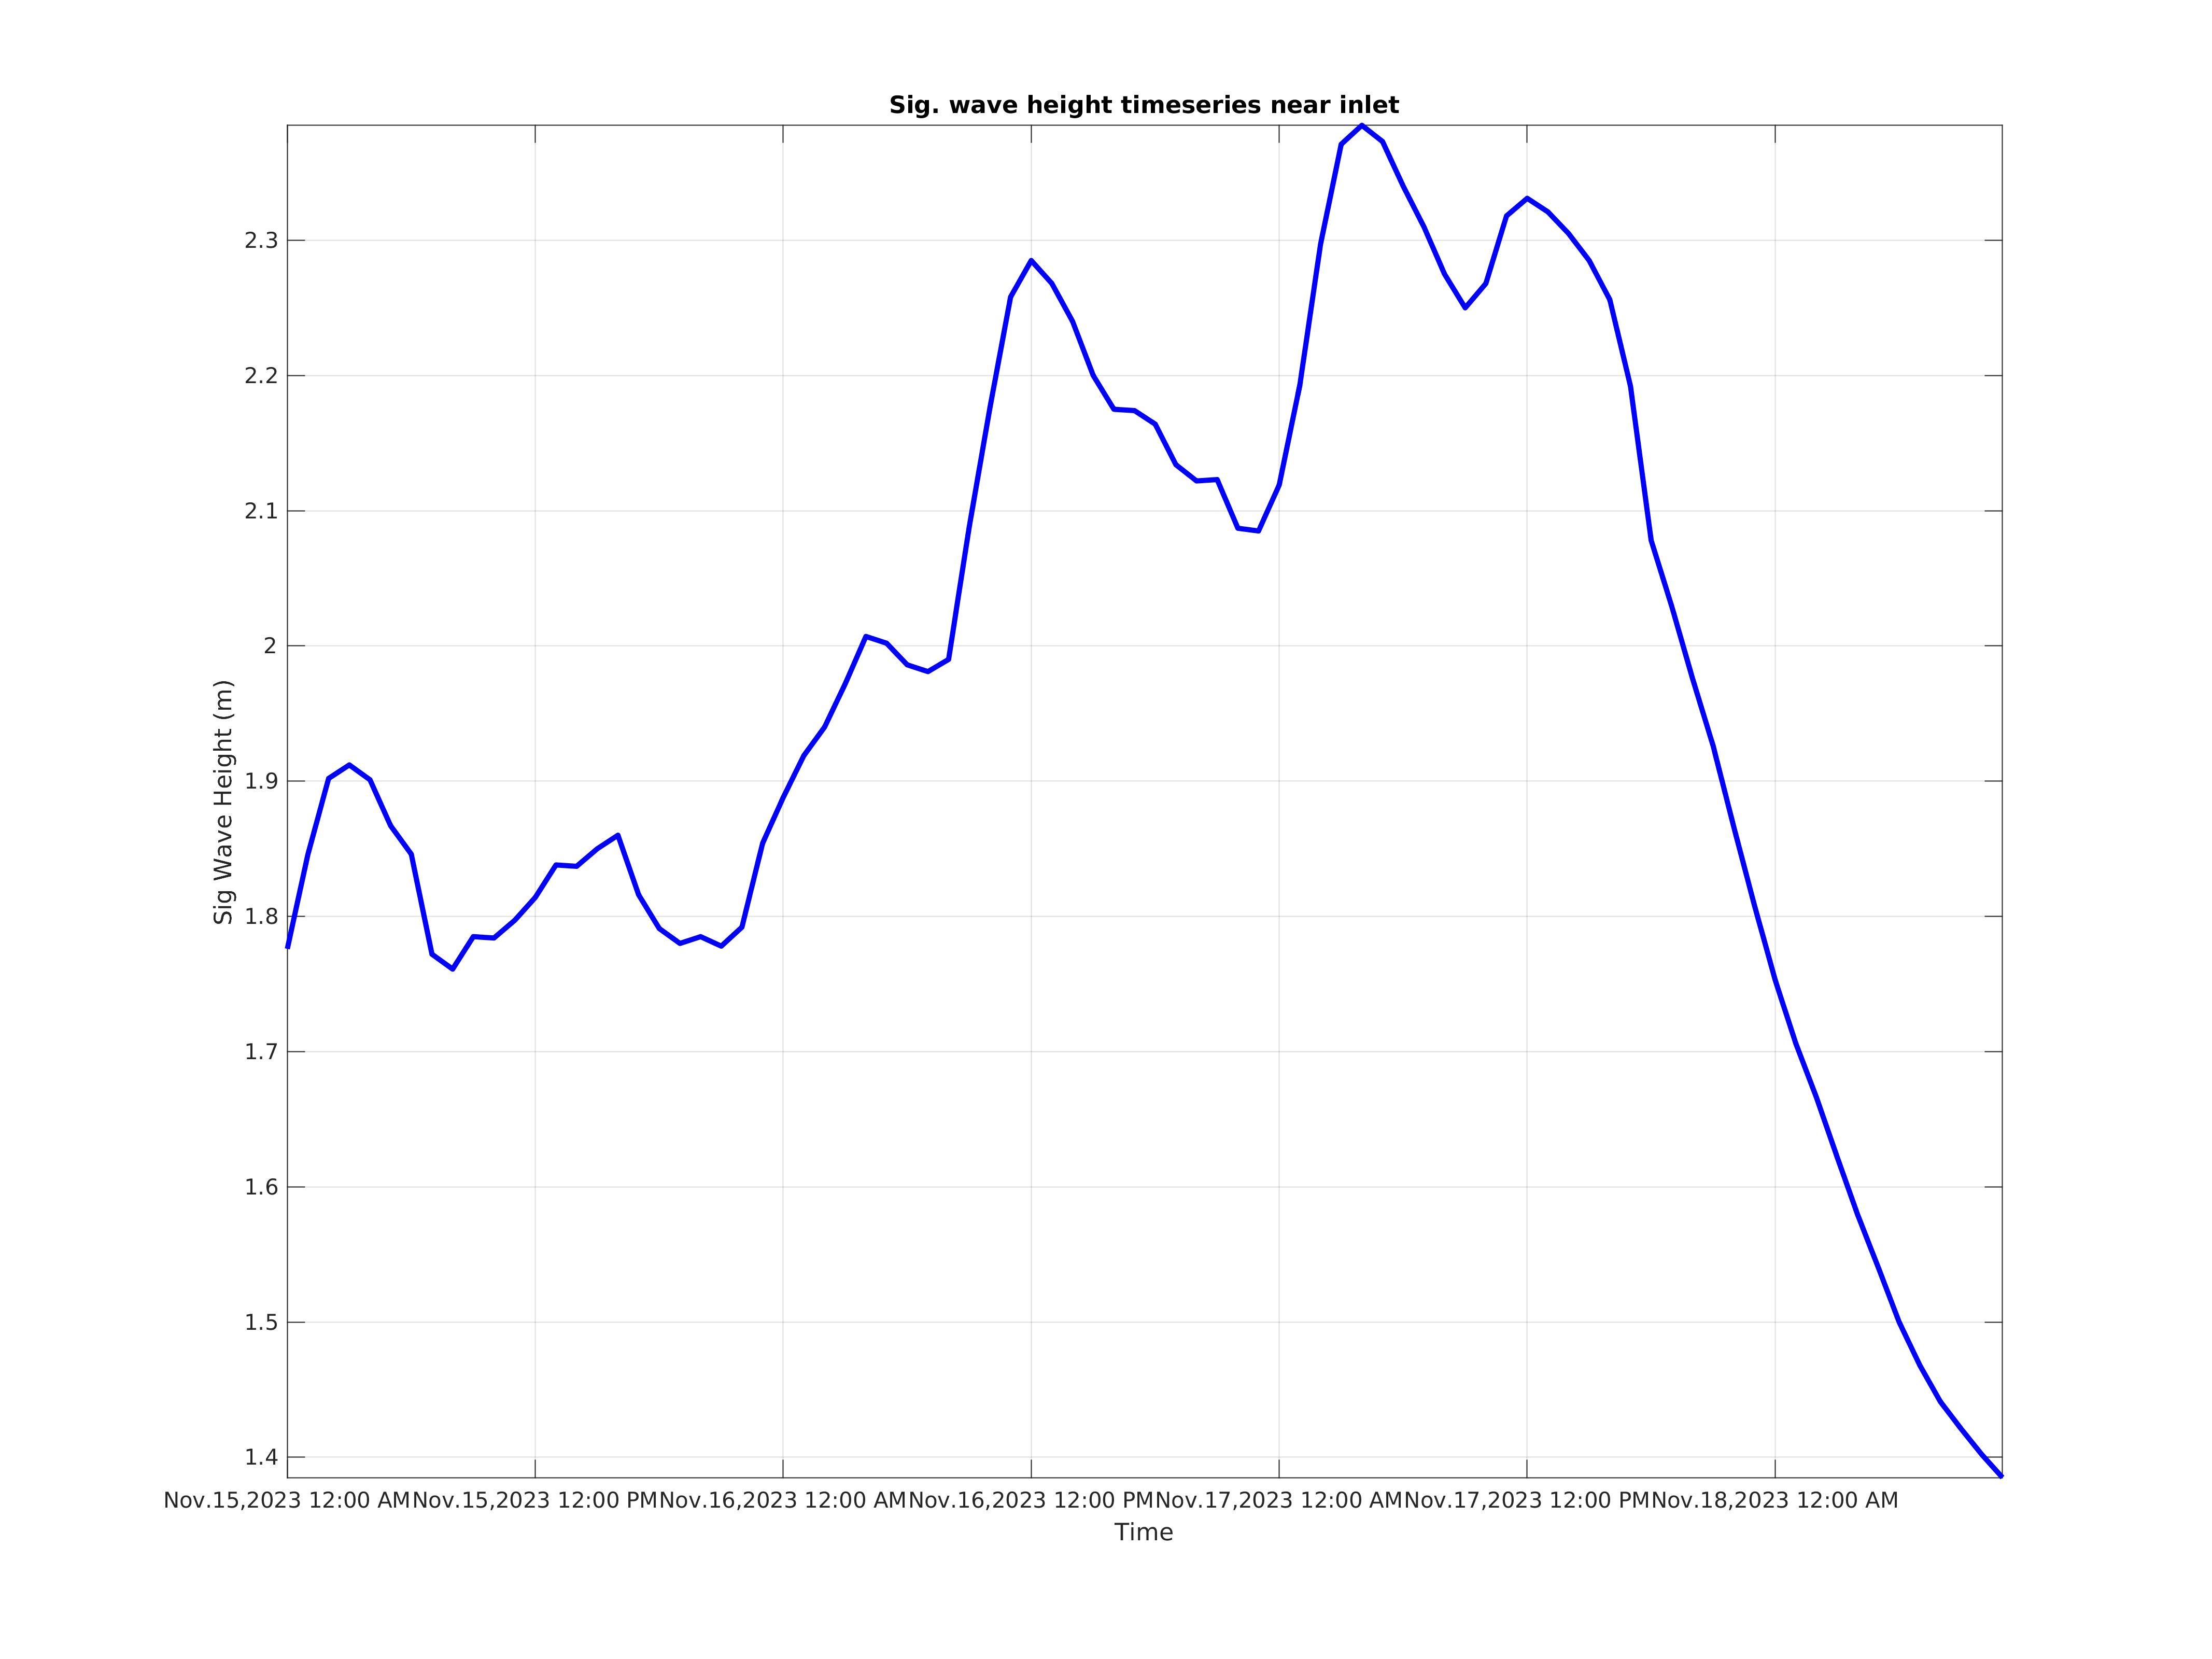 Sig. wave height timeseries near inlet
Sig Wave Height (m)
2.3
2.2
2.1
2
1.9
1.8
1.7
1.6
1.5
1.4
Nov.15,2023 12:00 AM Nov.15,2023 12:00 PM Nov.16,2023 12:00 AM Nov.16,2023 12:00 PM Nov.17,2023 12:00 AM Nov.17,2023 12:00 PM Nov.18,2023 12:00 AM
Time